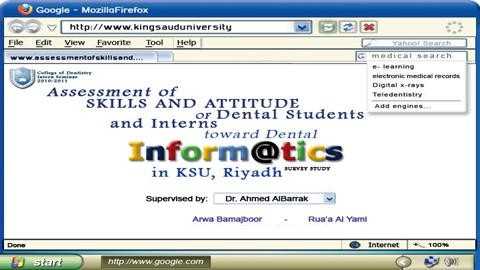 Google - MozillaFirefox
http://www.kingsauduniversity
File Edit View Favorite Tool Help
Yahoo! Search
www.assessmentofskillsand....
medical search
e- learning
electronic medical records
Digital x-rays
Teledentistry
Add engines...
College of Dentistry
Intern Seminar
2010-2011
Assessment of
SKILLS AND ATTITUDE
of Dental Students
and Interns
toward Dental
Inform@tics
SURVEY STUDY
in KSU, Riyadh
Supervised by: Dr. Ahmed AlBarrak
Arwa Bamajboor - Rua'a Al Yami
Done
Internet
100%
start
http://www.google.com